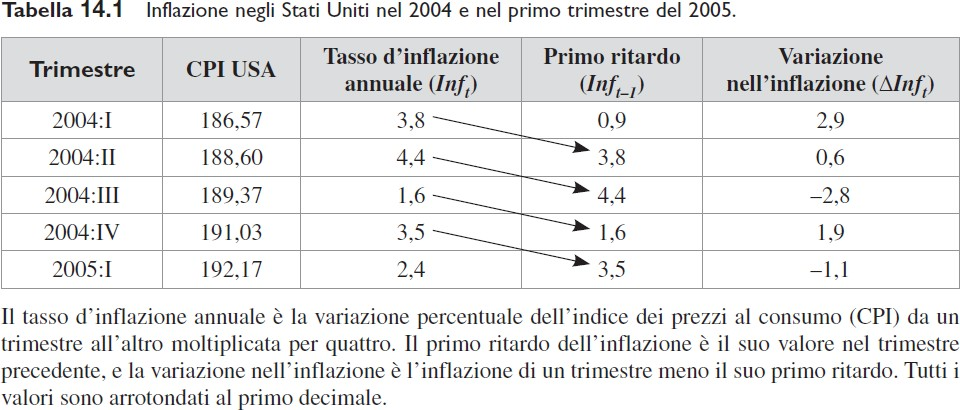 Tabella 14.1 Inflazione negli Stati Uniti nel 2004 e nel primo trimestre del 2005.
Trimestre CPI USA Tasso d’inflazione annuale (Inf_t) Primo ritardo (Inf_t–1) Variazione nell’inflazione (ΔInf_t)
2004:I 186,57 3,8 0,9 2,9
2004:II 188,60 4,4 3,8 0,6
2004:III 189,37 1,6 4,4 –2,8
2004:IV 191,03 3,5 1,6 1,9
2005:I 192,17 2,4 3,5 –1,1
Il tasso d’inflazione annuale è la variazione percentuale dell’indice dei prezzi al consumo (CPI) da un
trimestre all’altro moltiplicata per quattro. Il primo ritardo dell’inflazione è il suo valore nel trimestre
precedente, e la variazione nell’inflazione è l’inflazione di un trimestre meno il suo primo ritardo. Tutti i
valori sono arrotondati al primo decimale.